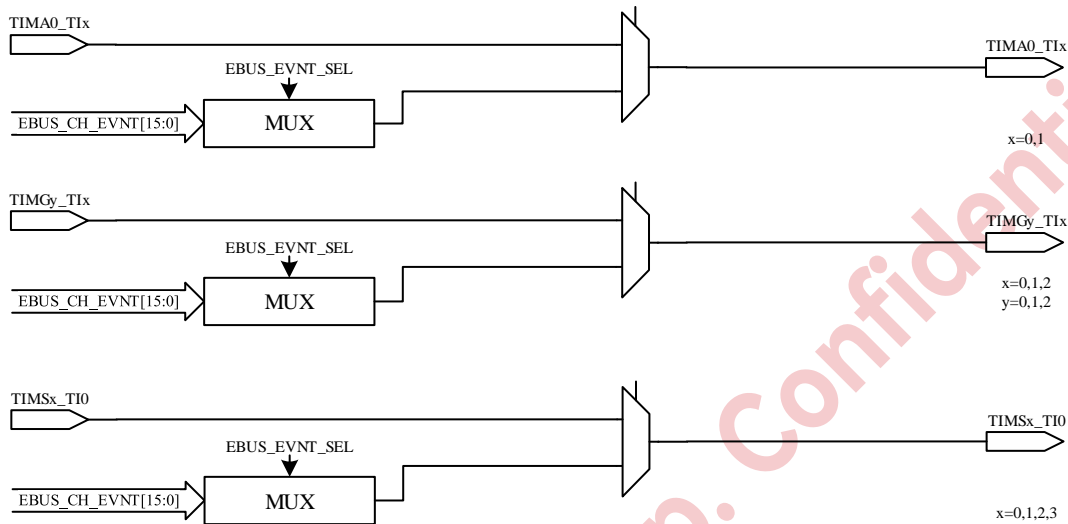 TIMA0_TIx
TIMA0_TIx
EBUS_EVNT_SEL
EBUS_CH_EVNT[15:0]
MUX
x=0,1
TIMGy_TIx
TIMGy_TIx
EBUS_EVNT_SEL
EBUS_CH_EVNT[15:0]
MUX
x=0,1,2
y=0,1,2
TIMSx_TI0
TIMSx_TI0
EBUS_EVNT_SEL
EBUS_CH_EVNT[15:0]
MUX
x=0,1,2,3
p. Confidenti